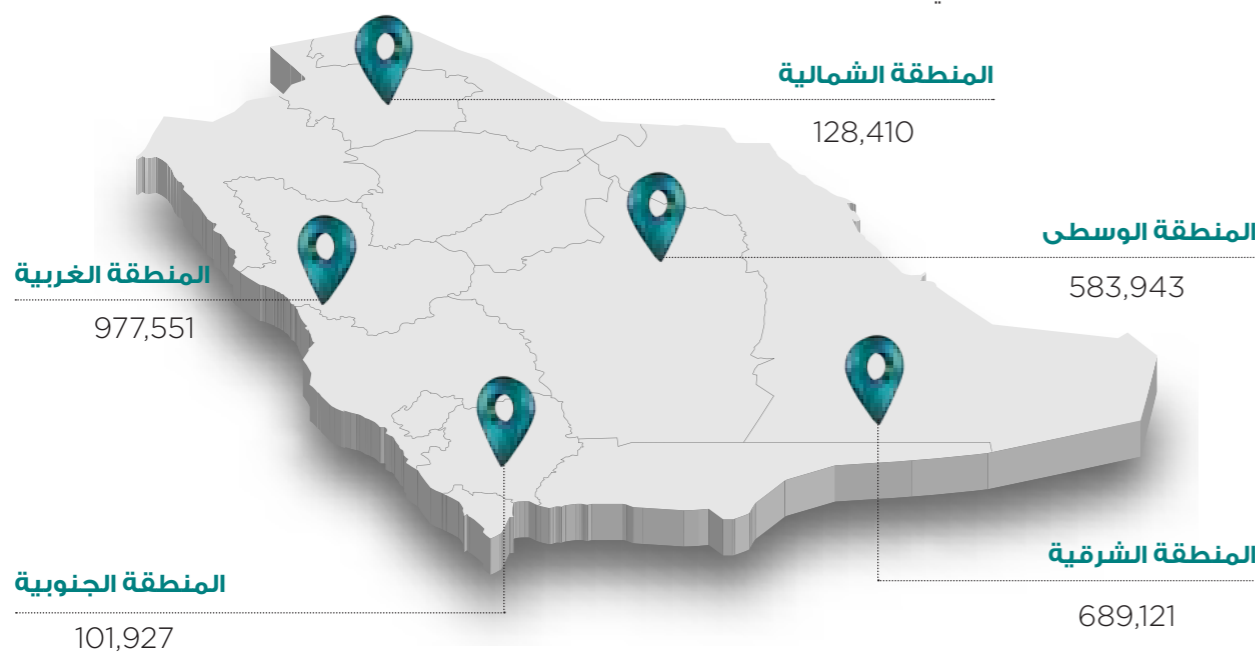 المنطقة الشمالية
128,410
المنطقة الوسطى
583,943
المنطقة الغربية
977,551
المنطقة الشرقية
689,121
المنطقة الجنوبية
101,927